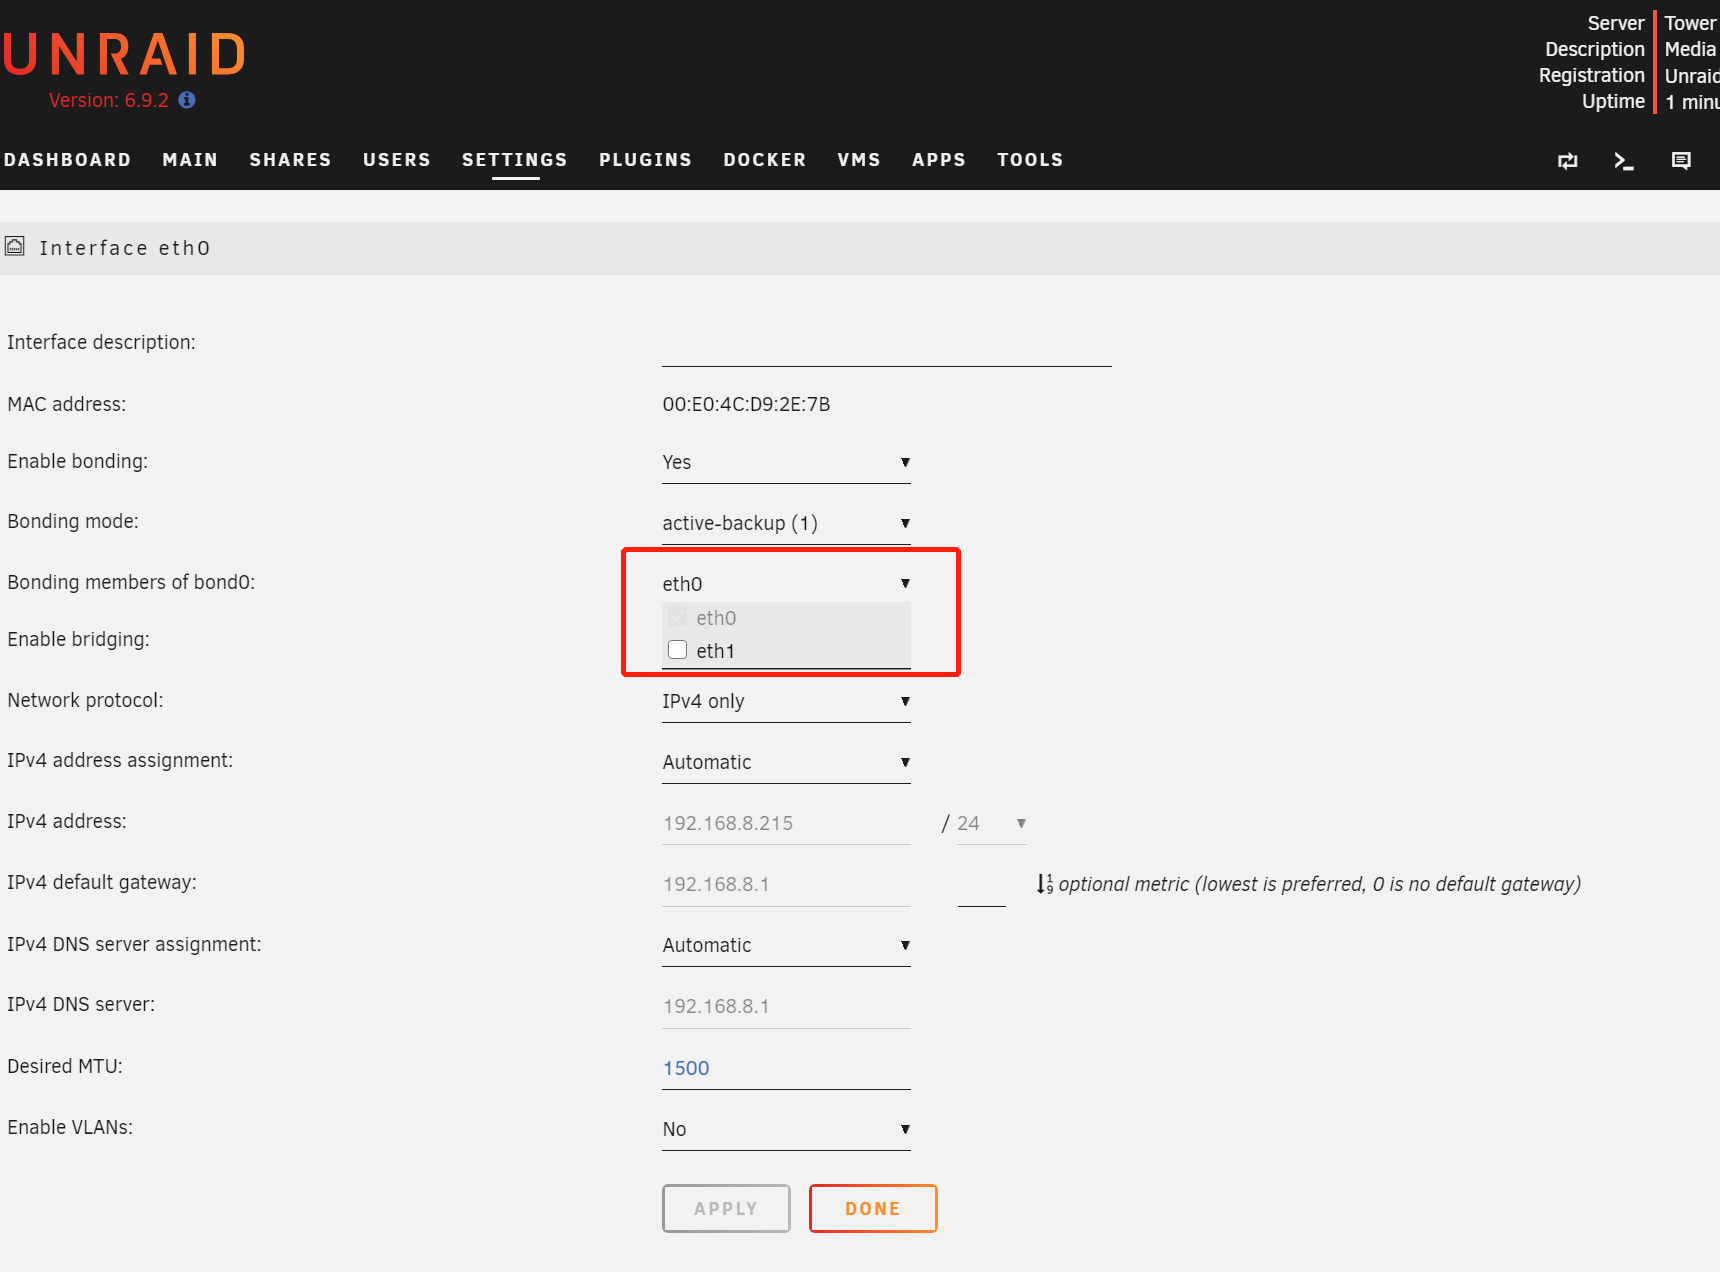 UNRAID
Version: 6.9.2
Server Tower
Description Media
Registration Unraid
Uptime 1 minu
DASHBOARD MAIN SHARES USERS SETTINGS PLUGINS DOCKER VMS APPS TOOLS
Interface eth0
Interface description:
MAC address: 00:E0:4C:D9:2E:7B
Enable bonding: Yes
Bonding mode: active-backup (1)
Bonding members of bond0: eth0
eth0
Enable bridging:
eth1
Network protocol: IPv4 only
IPv4 address assignment: Automatic
IPv4 address: 192.168.8.215 / 24
IPv4 default gateway: 192.168.8.1 optional metric (lowest is preferred, 0 is no default gateway)
IPv4 DNS server assignment: Automatic
IPv4 DNS server: 192.168.8.1
Desired MTU: 1500
Enable VLANs: No
APPLY DONE